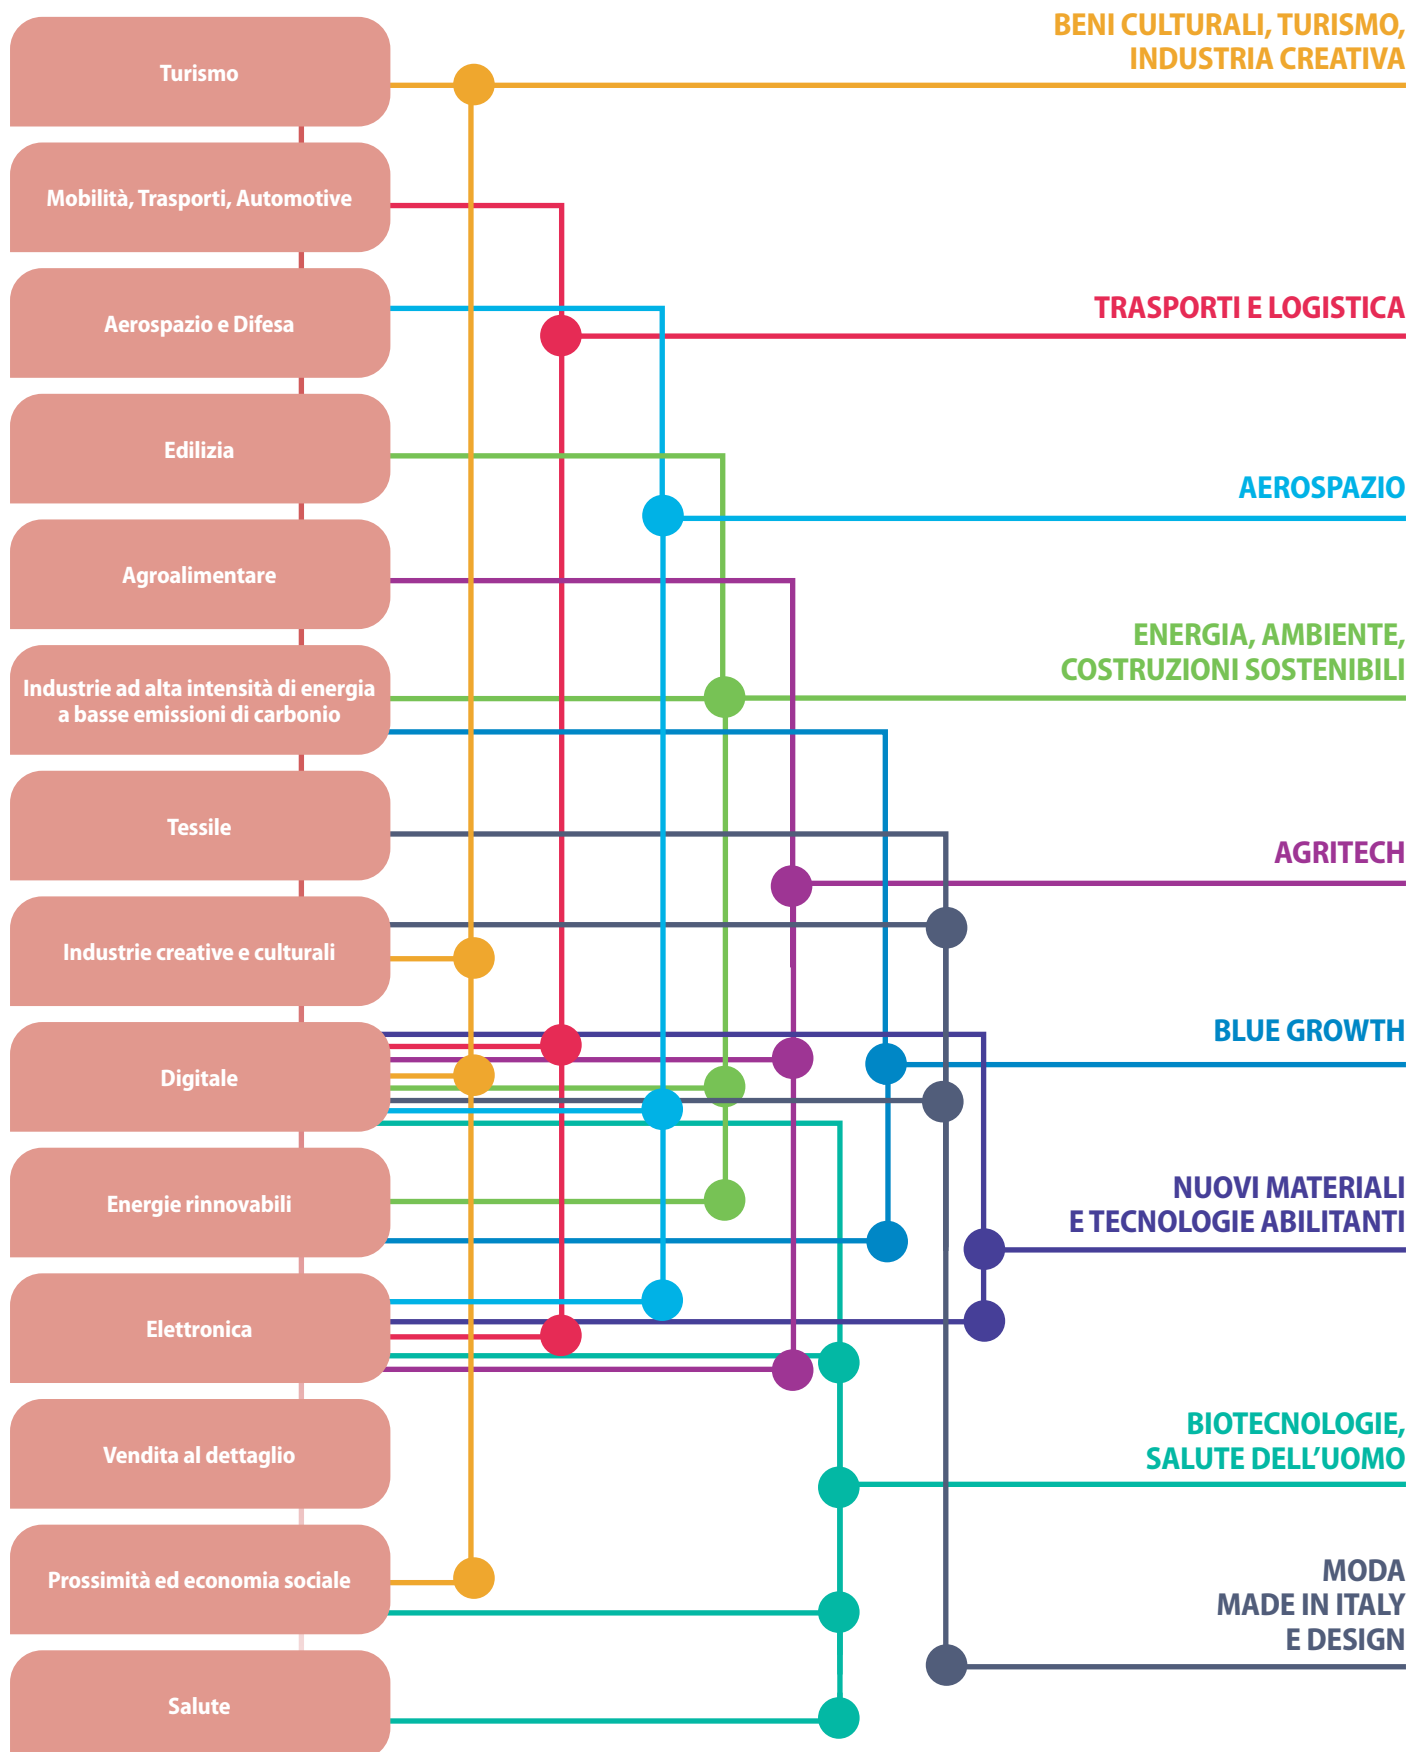 Turismo
Mobilità, Trasporti, Automotive
Aerospazio e Difesa
Edilizia
Agroalimentare
Industrie ad alta intensità di energia
a basse emissioni di carbonio
Tessile
Industrie creative e culturali
Digitale
Energie rinnovabili
Elettronica
Vendita al dettaglio
Prossimità ed economia sociale
Salute
BENI CULTURALI, TURISMO,
INDUSTRIA CREATIVA
TRASPORTI E LOGISTICA
AEROSPAZIO
ENERGIA, AMBIENTE,
COSTRUZIONI SOSTENIBILI
AGRITECH
BLUE GROWTH
NUOVI MATERIALI
E TECNOLOGIE ABILITANTI
BIOTECNOLOGIE,
SALUTE DELL’UOMO
MODA
MADE IN ITALY
E DESIGN